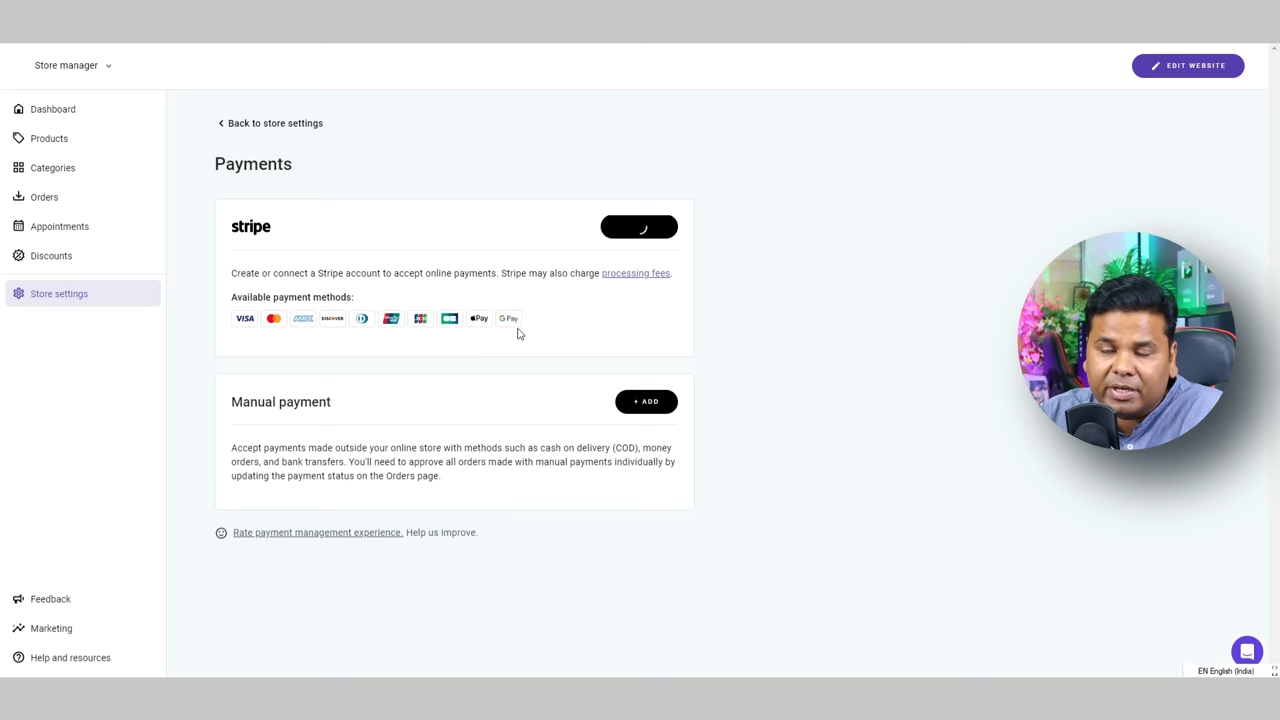 Store manager
EDIT WEBSITE
Dashboard
Products
Categories
Orders
Appointments
Discounts
Store settings
Feedback
Marketing
Help and resources
Back to store settings
Payments
stripe
Create or connect a Stripe account to accept online payments. Stripe may also charge processing fees.
Available payment methods:
VISA AMEX DISCOVER Pay G Pay
Manual payment
+ ADD
Accept payments made outside your online store with methods such as cash on delivery (COD), money
orders, and bank transfers. You'll need to approve all orders made with manual payments individually by
updating the payment status on the Orders page.
Rate payment management experience. Help us improve.
EN English (India)